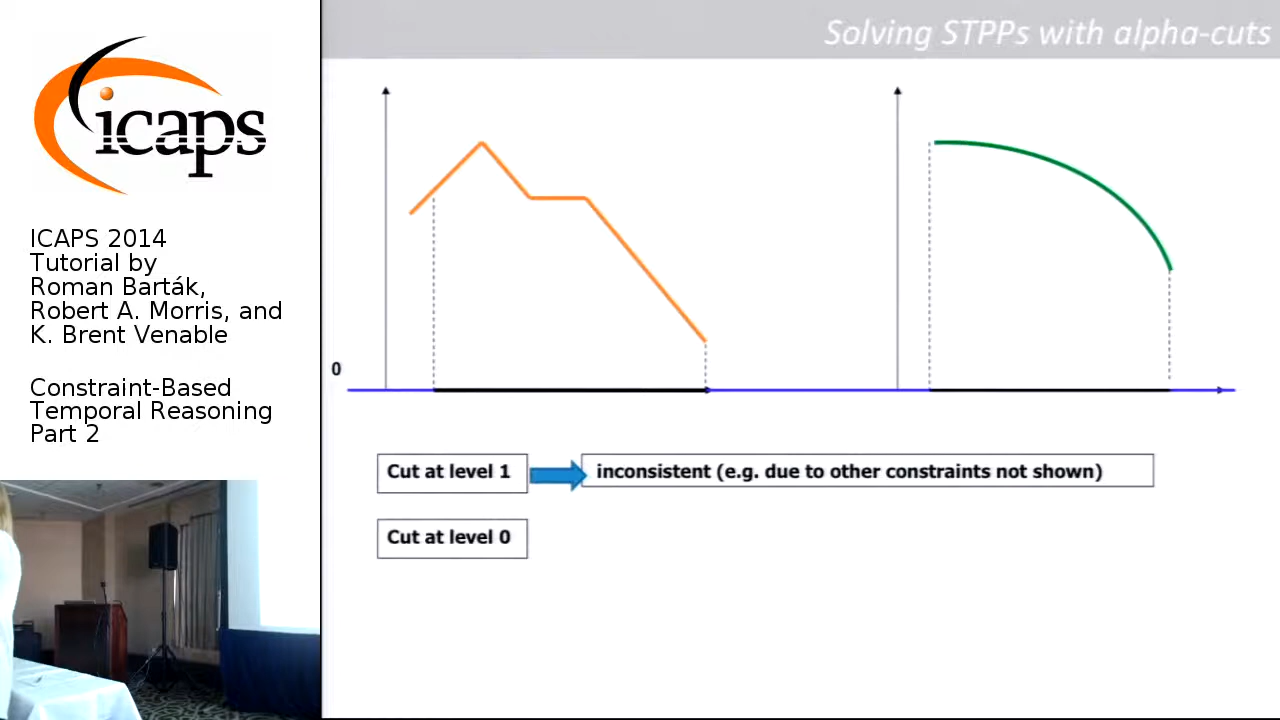 Solving STPPs with alpha-cuts
icaps
ICAPS 2014
Tutorial by
Roman Barták,
Robert A. Morris, and
K. Brent Venable
Constraint-Based
Temporal Reasoning
Part 2
0
Cut at level 1
inconsistent (e.g. due to other constraints not shown)
Cut at level 0